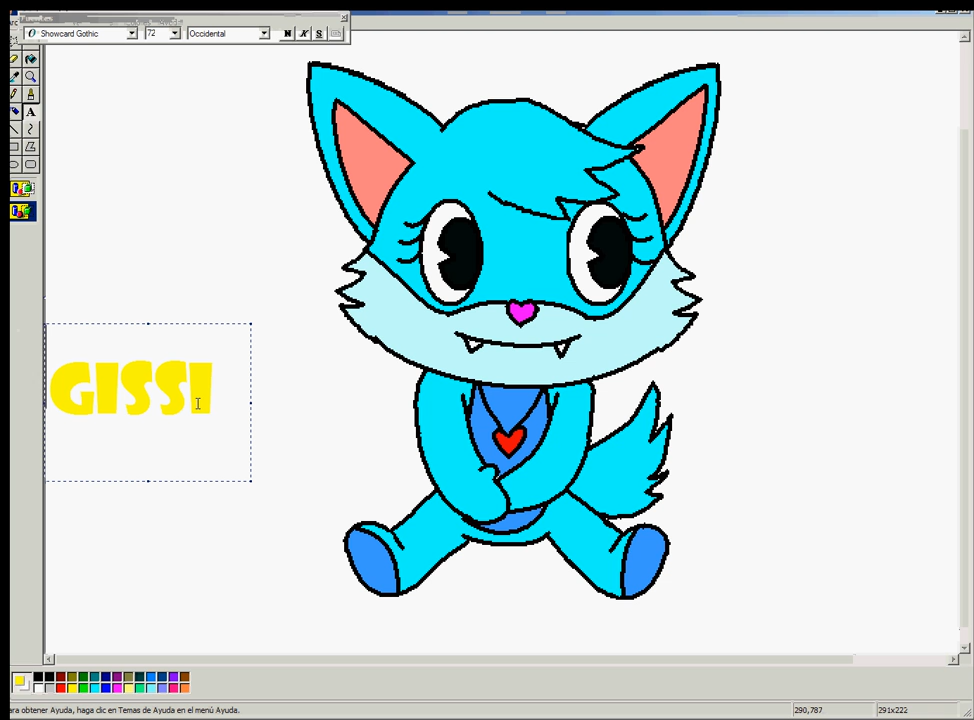 Showcard Gothic 72 Occidental N K S
A
GISSI
ara obtener Ayuda, haga clic en Temas de Ayuda en el menú Ayuda.
290,787
291x222